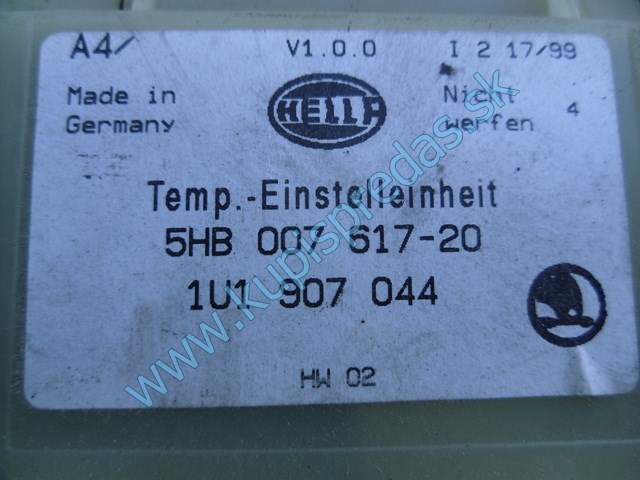 A4/ V1.0.0 I 2 17/99
Made in Germany
HELLA
Nicht werfen 4
Temp.-Einstelleinheit
5HB 007 617-20
1U1 907 044
HW 02
www.kupispredas.sk